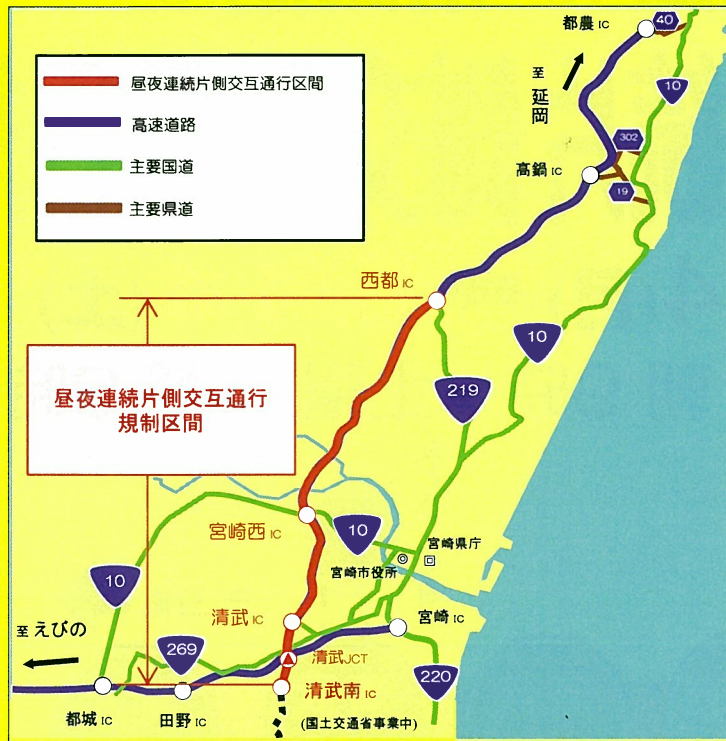 都農 IC
40
至
延岡
10
302
高鍋 IC
19
昼夜連続片側交互通行区間
高速道路
主要国道
主要県道
西都 IC
10
219
昼夜連続片側交互通行
規制区間
宮崎西 IC
10
宮崎県庁
宮崎市役所
10
清武 IC
宮崎 IC
至 えびの
269
清武JCT
清武南 IC
220
都城 IC
田野 IC
(国土交通省事業中)